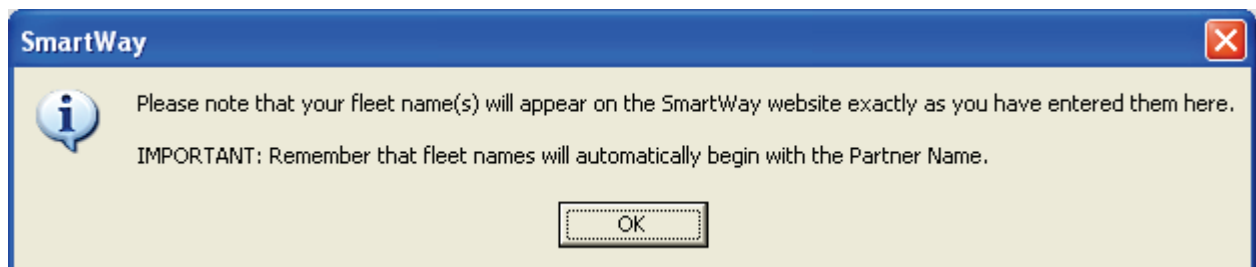 SmartWay
Please note that your fleet name(s) will appear on the SmartWay website exactly as you have entered them here.
IMPORTANT: Remember that fleet names will automatically begin with the Partner Name.
OK